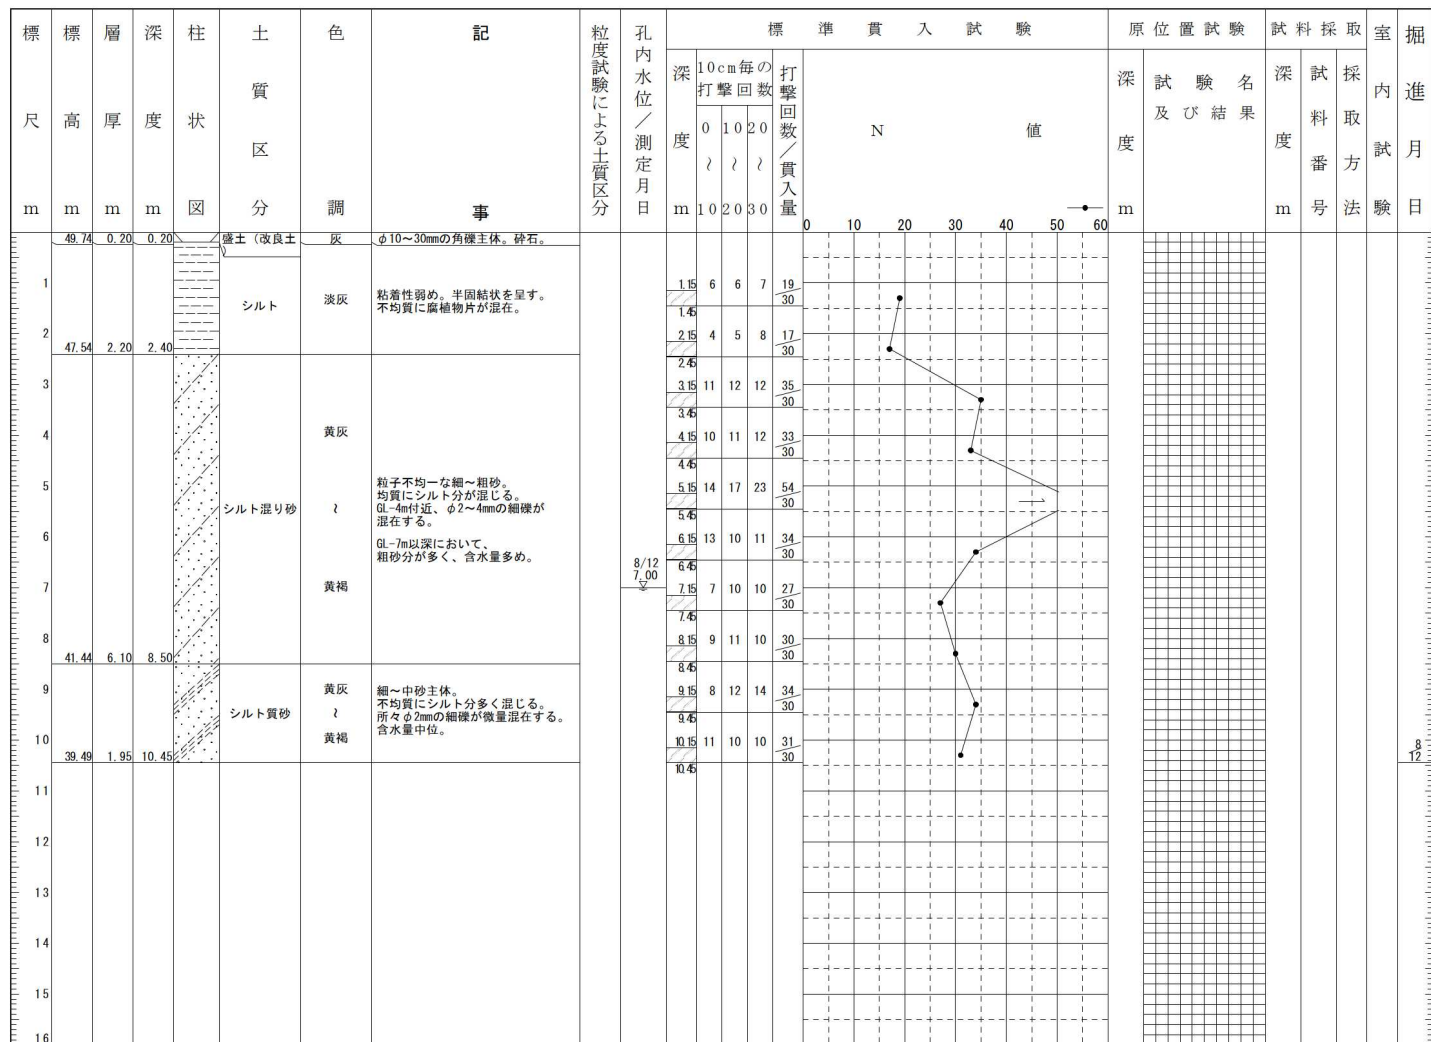 標尺 m
標高 m
層厚 m
深度 m
柱状図
土質区分
色調
記事
粒度試験による土質区分
孔内水位／測定月日
標準貫入試験
深度 m
10cm毎の
打撃回数
0 10 20
～ ～ ～
10 20 30
打撃回数／貫入量
N 値
0 10 20 30 40 50 60
原位置試験
深度 m
試験名
及び結果
試料採取
深度 m
試料番号
採取方法
室内試験
掘進月日
49.74 0.20 0.20 盛土（改良土 灰 φ10～30mmの角礫主体。砕石。
）
1
シルト 淡灰
粘着性弱め。半固結状を呈す。
不均質に腐植物片が混在。
1.15 6 6 7 19
30
1.45
2
2.15 4 5 8 17
30
47.54 2.20 2.40
2.45
3
3.15 11 12 12 35
30
3.45
4
黄灰
4.15 10 11 12 33
30
4.45
5
シルト混り砂 ～
粒子不均一な細～粗砂。
均質にシルト分が混じる。
GL-4m付近、φ2～4mmの細礫が
混在する。
GL-7m以深において、
粗砂分が多く、含水量多め。
5.15 14 17 23 54
30
5.45
6
6.15 13 10 11 34
30
8/12
7.00
6.45
7
黄褐
7.15 7 10 10 27
30
7.45
8
8.15 9 11 10 30
30
41.44 6.10 8.50
8.45
9
シルト質砂
黄灰
～
黄褐
細～中砂主体。
不均質にシルト分多く混じる。
所々φ2mmの細礫が微量混在する。
含水量中位。
9.15 8 12 14 34
30
9.45
10
10.15 11 10 10 31
30
39.49 1.95 10.45
10.45
8
12
11
12
13
14
15
16